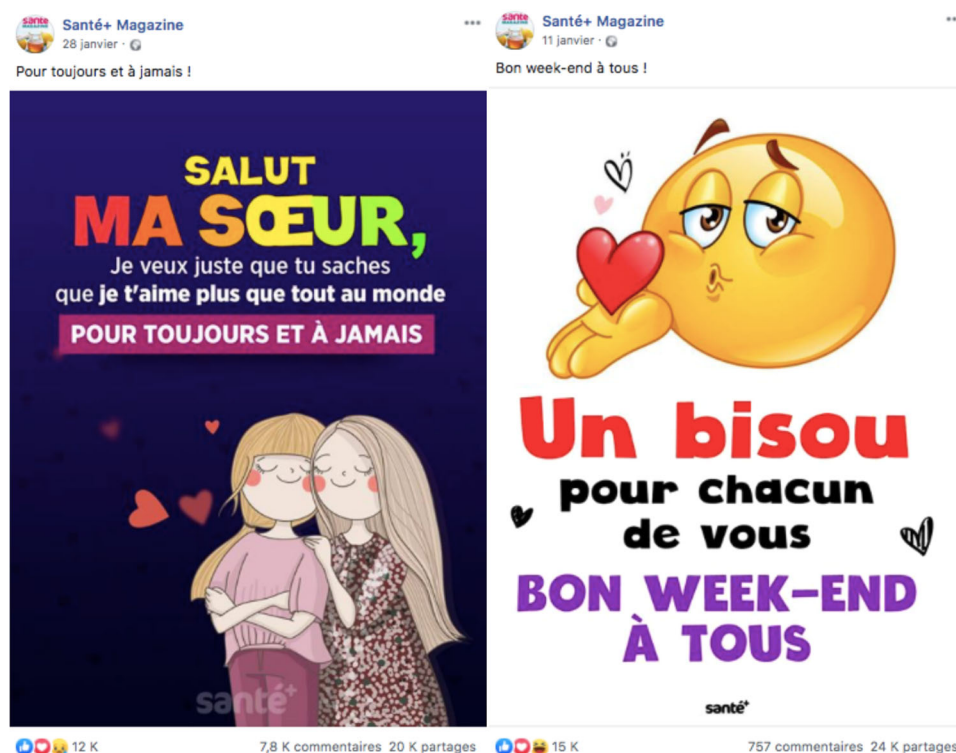 Santé+ Magazine
28 janvier
Pour toujours et à jamais !
SALUT
MA SŒUR,
Je veux juste que tu saches
que je t'aime plus que tout au monde
POUR TOUJOURS ET À JAMAIS
santé+
12 K
7,8 K commentaires 20 K partages
Santé+ Magazine
11 janvier
Bon week-end à tous !
Un bisou
pour chacun
de vous
BON WEEK-END
À TOUS
santé+
15 K
757 commentaires 24 K partages